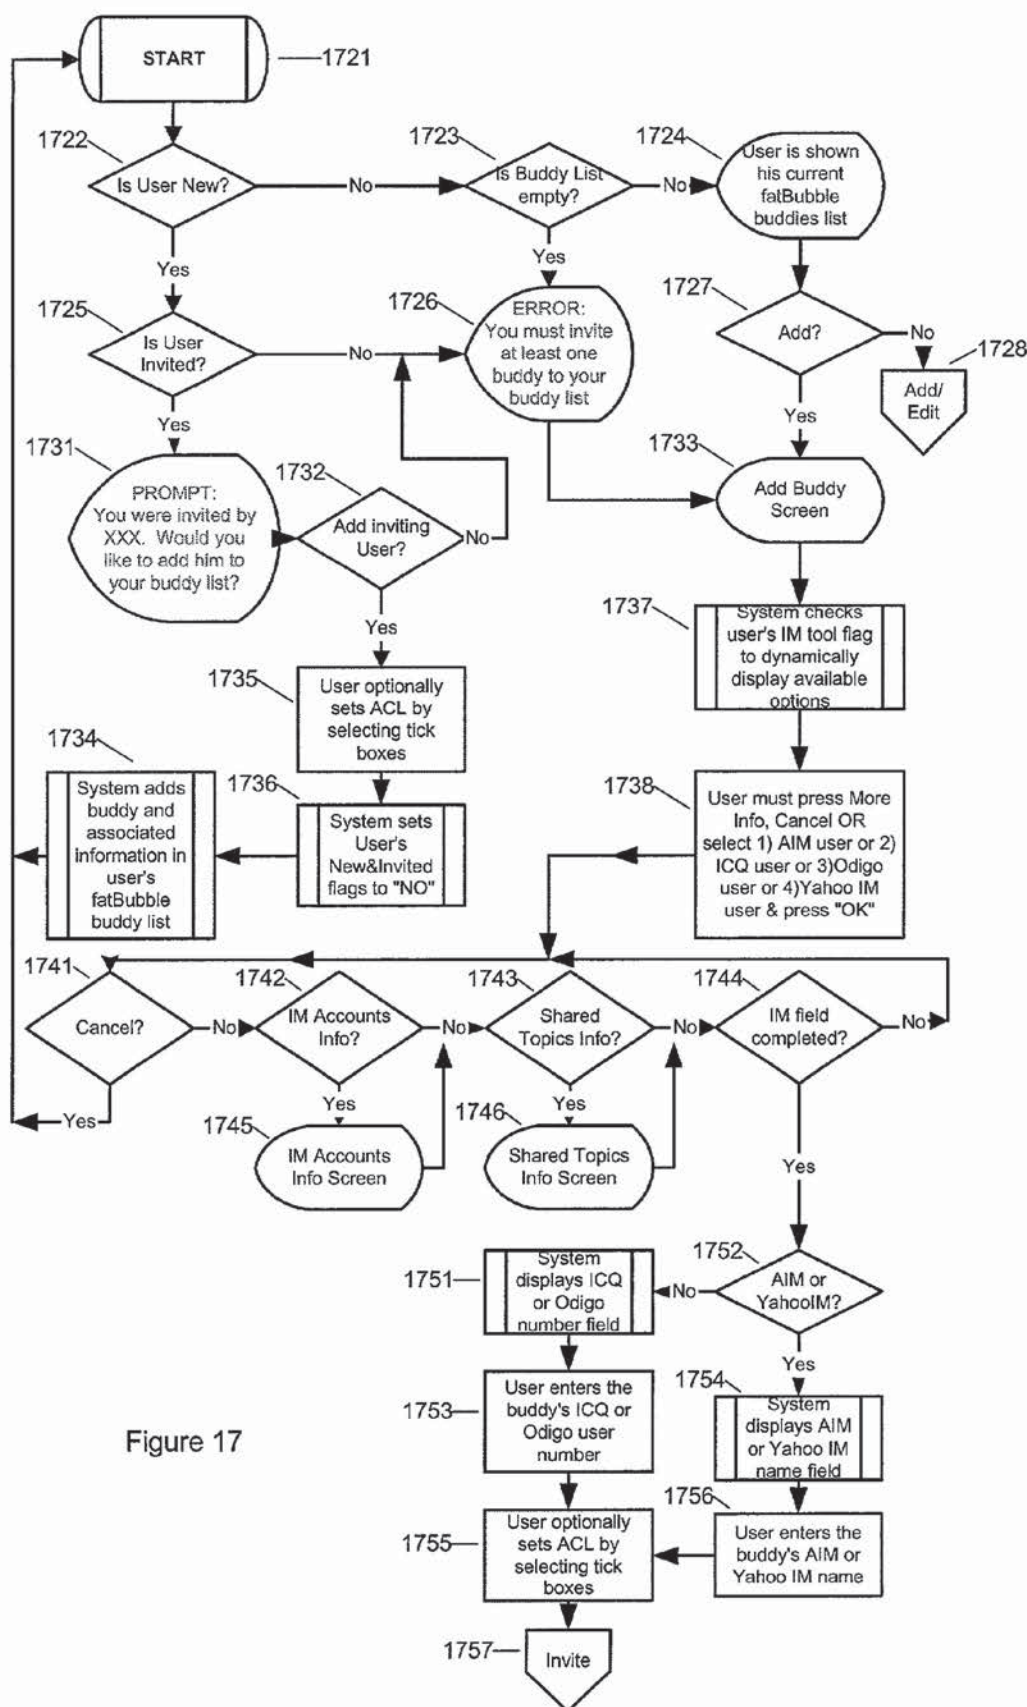 START
1721
1722
Is User New?
No
1723
Is Buddy List
empty?
No
1724
User is shown
his current
fatBubble
buddies list
Yes
Yes
1725
Is User
Invited?
No
1726
ERROR:
You must invite
at least one
buddy to your
buddy list
1727
Add?
No
1728
Add/
Edit
Yes
Yes
1731
PROMPT:
You were invited by
XXX. Would you
like to add him to
your buddy list?
1732
Add inviting
User?
No
1733
Add Buddy
Screen
Yes
1737
System checks
user's IM tool flag
to dynamically
display available
options
1735
User optionally
sets ACL by
selecting tick
boxes
1734
System adds
buddy and
associated
information in
user's
fatBubble
buddy list
1736
System sets
User's
New&Invited
flags to "NO"
1738
User must press More
Info, Cancel OR
select 1) AIM user or 2)
ICQ user or 3)Odigo
user or 4)Yahoo IM
user & press "OK"
1741
Cancel?
No
1742
IM Accounts
Info?
No
1743
Shared
Topics Info?
No
1744
IM field
completed?
No
Yes
Yes
1745
IM Accounts
Info Screen
Yes
1746
Shared Topics
Info Screen
Yes
1751
System
displays ICQ
or Odigo
number field
No
1752
AIM or
YahooIM?
Yes
1753
User enters the
buddy's ICQ or
Odigo user
number
1754
System
displays AIM
or Yahoo IM
name field
Figure 17
1755
User optionally
sets ACL by
selecting tick
boxes
1756
User enters the
buddy's AIM or
Yahoo IM name
1757
Invite